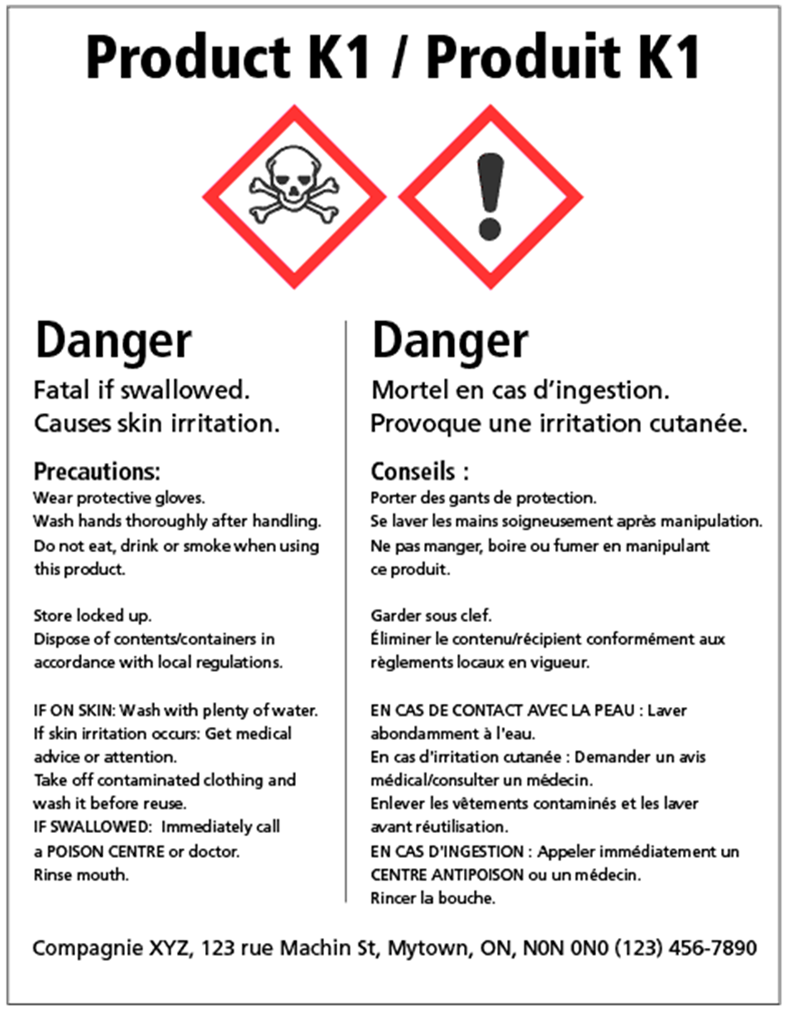 Product K1 / Produit K1
Danger
Fatal if swallowed.
Causes skin irritation.
Precautions:
Wear protective gloves.
Wash hands thoroughly after handling.
Do not eat, drink or smoke when using
this product.
Store locked up.
Dispose of contents/containers in
accordance with local regulations.
IF ON SKIN: Wash with plenty of water.
If skin irritation occurs: Get medical
advice or attention.
Take off contaminated clothing and
wash it before reuse.
IF SWALLOWED: Immediately call
a POISON CENTRE or doctor.
Rinse mouth.
Danger
Mortel en cas d’ingestion.
Provoque une irritation cutanée.
Conseils :
Porter des gants de protection.
Se laver les mains soigneusement après manipulation.
Ne pas manger, boire ou fumer en manipulant
ce produit.
Garder sous clef.
Éliminer le contenu/récipient conformément aux
règlements locaux en vigueur.
EN CAS DE CONTACT AVEC LA PEAU : Laver
abondamment à l'eau.
En cas d'irritation cutanée : Demander un avis
médical/consulter un médecin.
Enlever les vêtements contaminés et les laver
avant réutilisation.
EN CAS D'INGESTION : Appeler immédiatement un
CENTRE ANTIPOISON ou un médecin.
Rincer la bouche.
Compagnie XYZ, 123 rue Machin St, Mytown, ON, N0N 0N0 (123) 456-7890